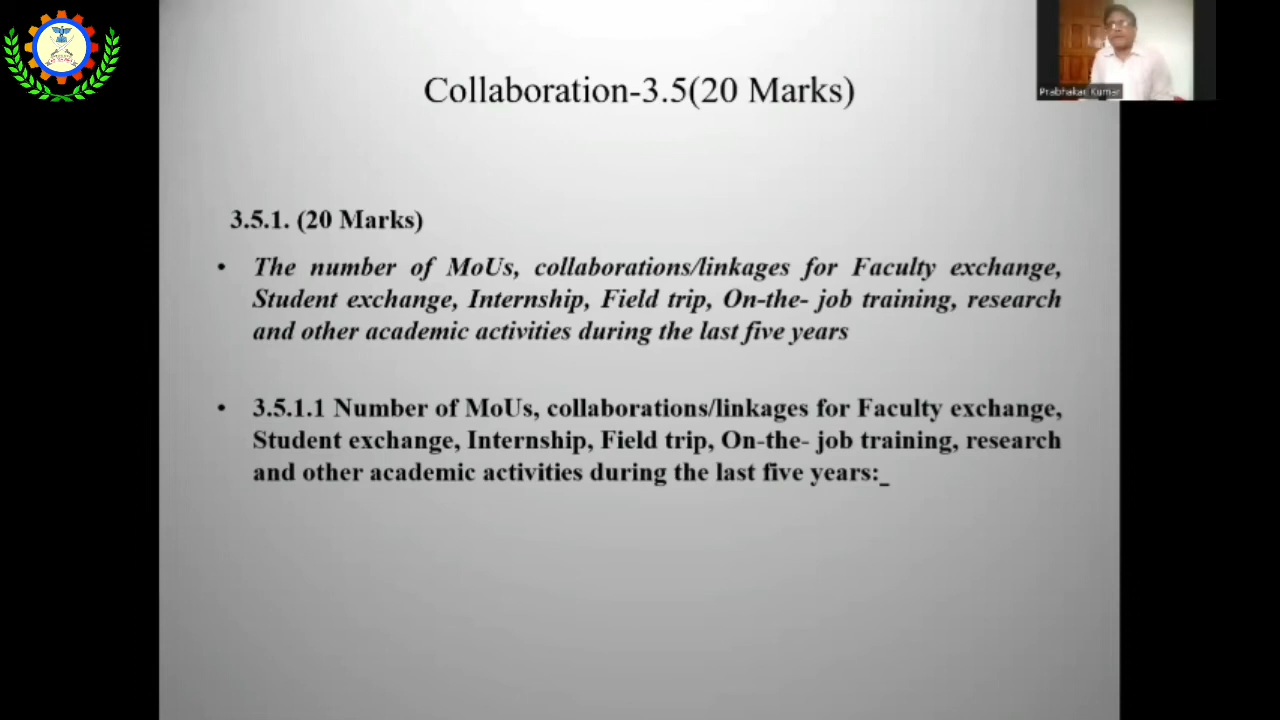 Collaboration-3.5(20 Marks)
Prabhakar Kumar
3.5.1. (20 Marks)
• The number of MoUs, collaborations/linkages for Faculty exchange,
Student exchange, Internship, Field trip, On-the- job training, research
and other academic activities during the last five years
• 3.5.1.1 Number of MoUs, collaborations/linkages for Faculty exchange,
Student exchange, Internship, Field trip, On-the- job training, research
and other academic activities during the last five years:_